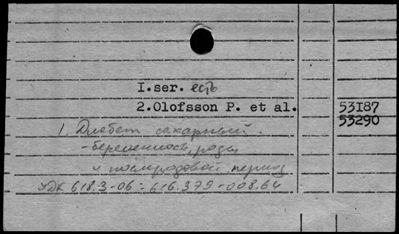 I.ser. есть
2.Olofsson P. et al. 53187
53290
1. Диабет сахарный.
-беременность, роды
и послеродовой период
УДК 618.3-06:616.379-008.64